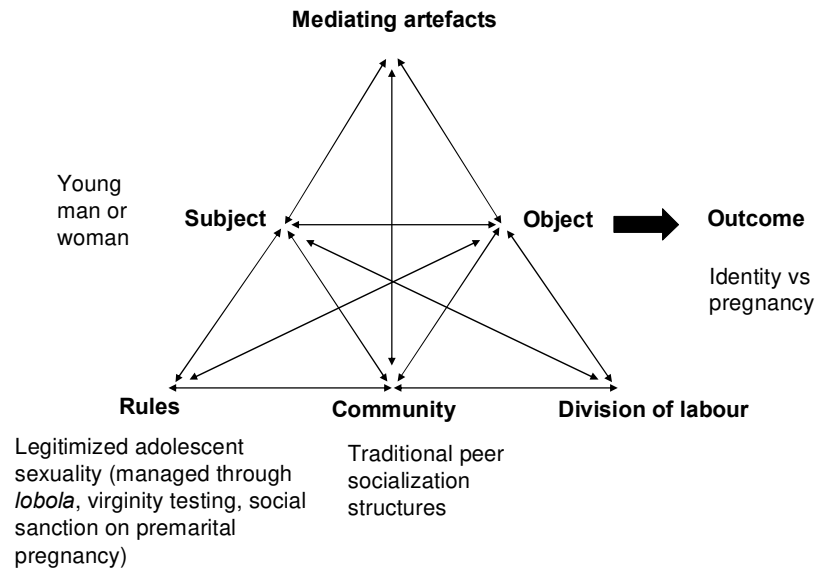 Mediating artefacts
Young
man or
woman
Subject
Object
Outcome
Identity vs
pregnancy
Rules
Community
Division of labour
Legitimized adolescent
sexuality (managed through
lobola, virginity testing, social
sanction on premarital
pregnancy)
Traditional peer
socialization
structures